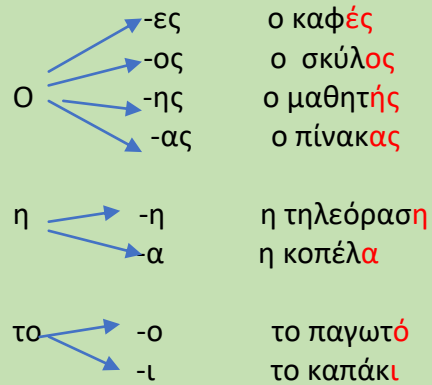 -ες ο καφές
-ος ο σκύλος
Ο -ης ο μαθητής
-ας ο πίνακας
η -η η τηλεόραση
-α η κοπέλα
το -ο το παγωτό
-ι το καπάκι